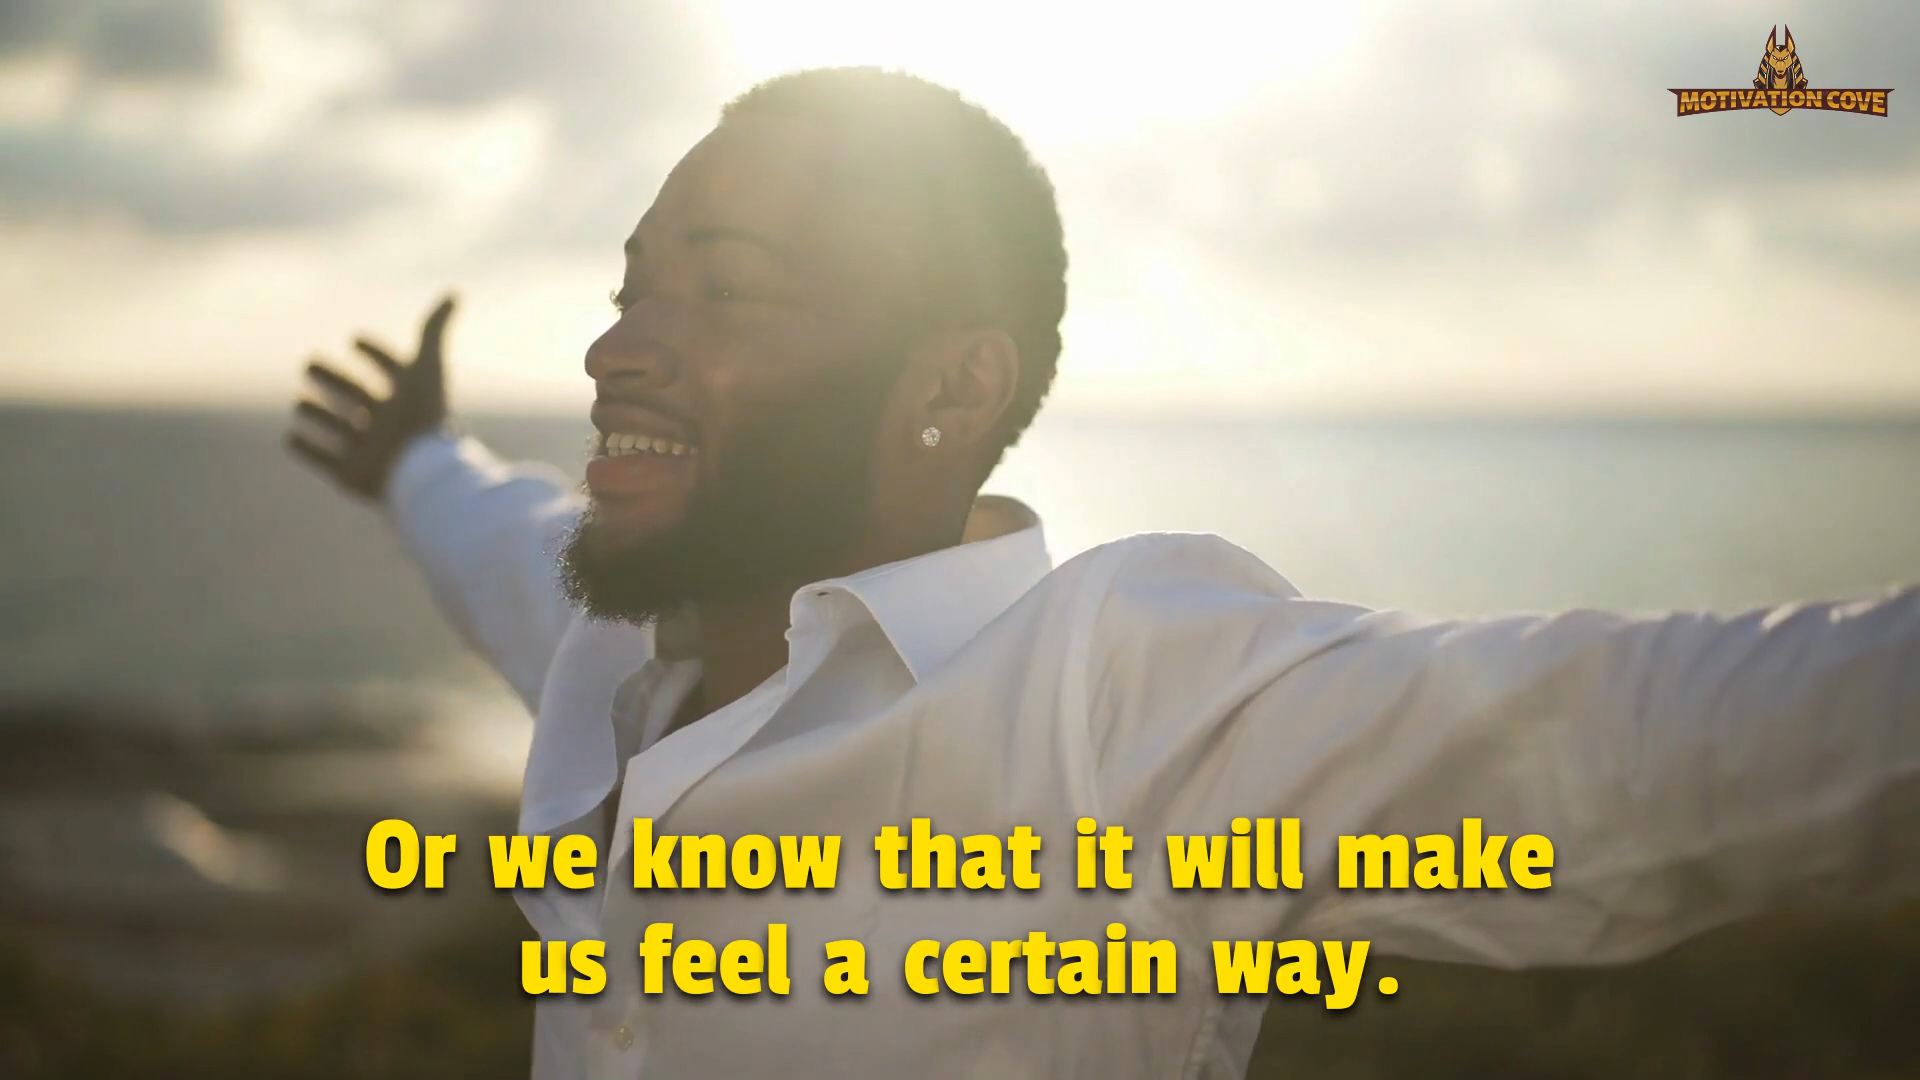 MOTIVATION COVE
Or we know that it will make
us feel a certain way.